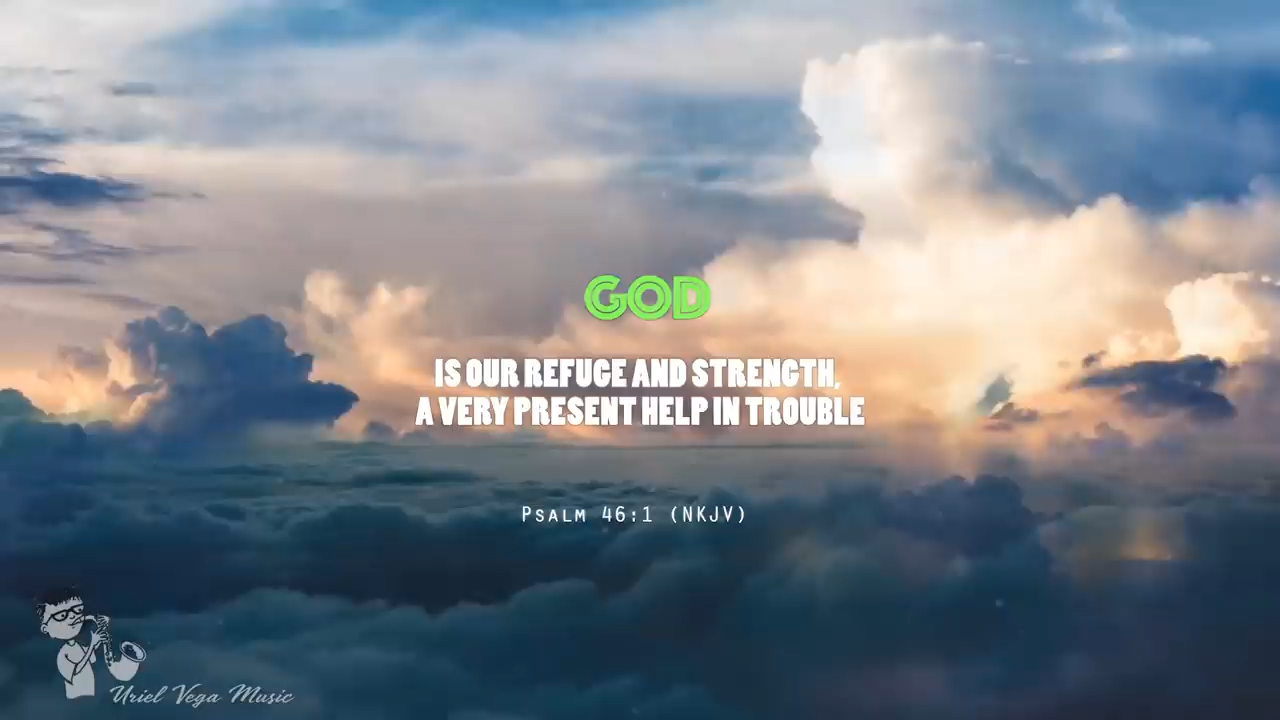 GOD
IS OUR REFUGE AND STRENGTH,
A VERY PRESENT HELP IN TROUBLE
Psalm 46:1 (NKJV)
Uriel Vega Music